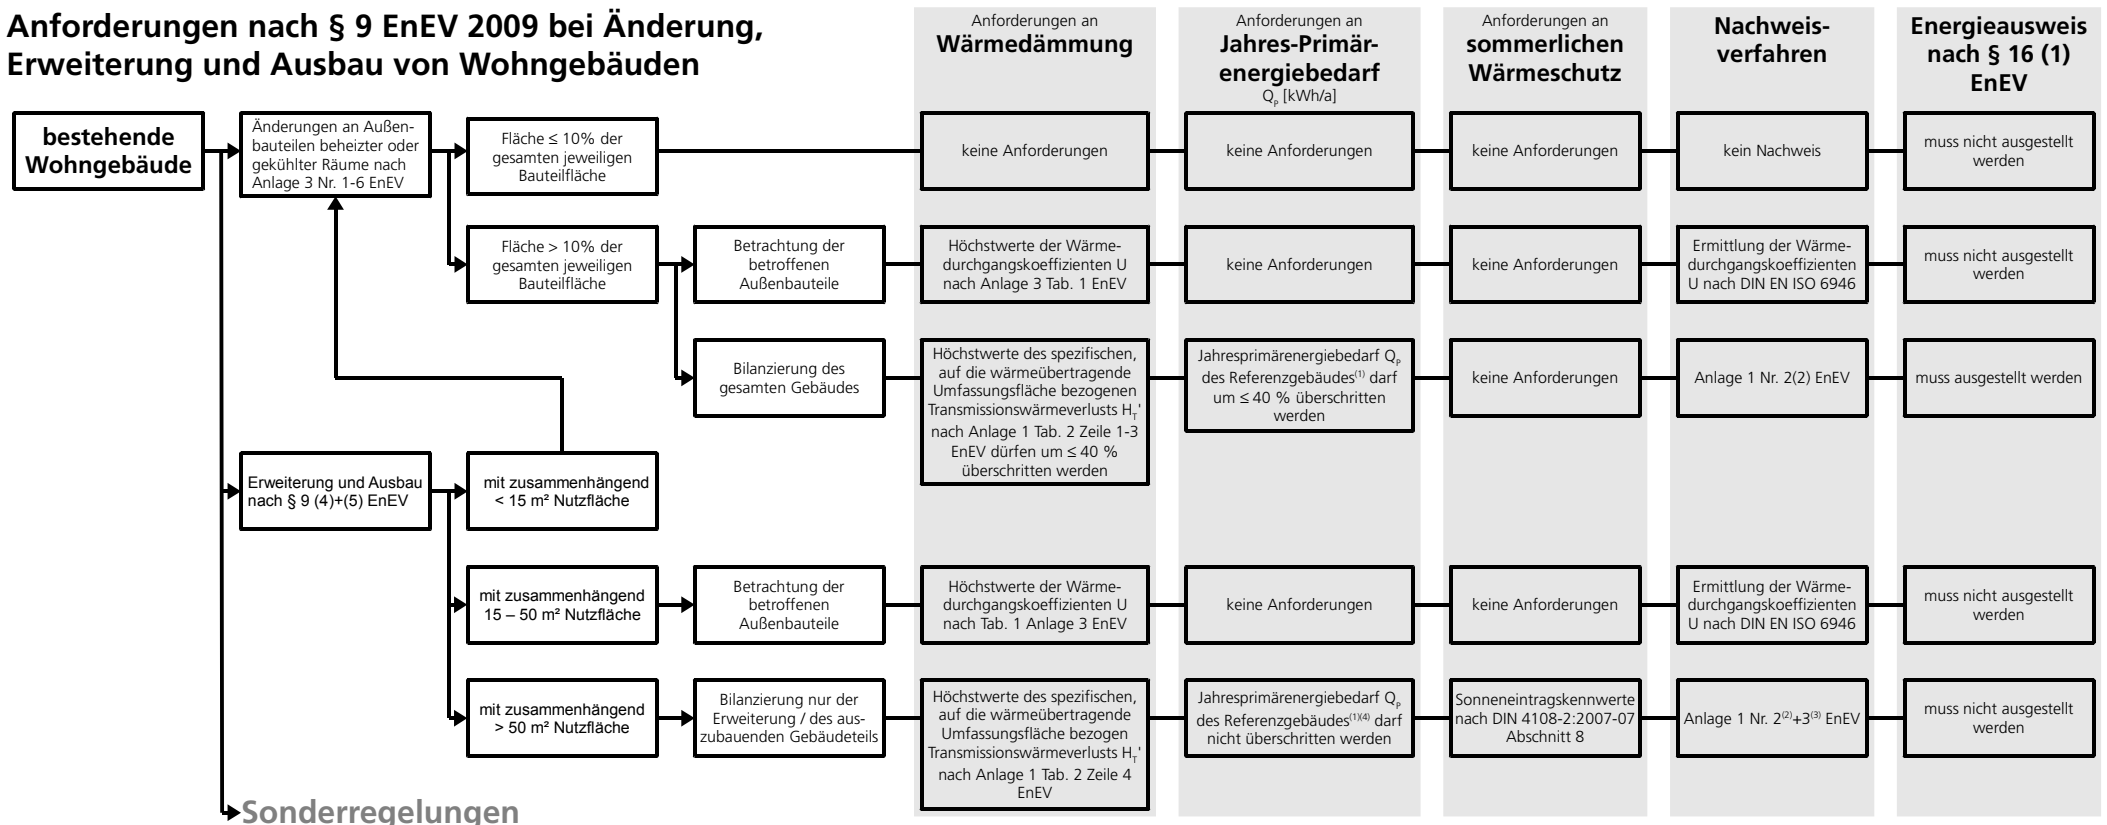 Anforderungen nach § 9 EnEV 2009 bei Änderung,
Erweiterung und Ausbau von Wohngebäuden
Anforderungen an
Wärmedämmung
Anforderungen an
Jahres-Primär-
energiebedarf
Qₚ [kWh/a]
Anforderungen an
sommerlichen
Wärmeschutz
Nachweis-
verfahren
Energieausweis
nach § 16 (1)
EnEV
bestehende
Wohngebäude
Änderungen an Außen-
bauteilen beheizter oder
gekühlter Räume nach
Anlage 3 Nr. 1-6 EnEV
Fläche ≤ 10% der
gesamten jeweiligen
Bauteilfläche
keine Anforderungen
keine Anforderungen
keine Anforderungen
kein Nachweis
muss nicht ausgestellt
werden
Fläche > 10% der
gesamten jeweiligen
Bauteilfläche
Betrachtung der
betroffenen
Außenbauteile
Höchstwerte der Wärme-
durchgangskoeffizienten U
nach Anlage 3 Tab. 1 EnEV
keine Anforderungen
keine Anforderungen
Ermittlung der Wärme-
durchgangskoeffizienten
U nach DIN EN ISO 6946
muss nicht ausgestellt
werden
Bilanzierung des
gesamten Gebäudes
Höchstwerte des spezifischen,
auf die wärmeübertragende
Umfassungsfläche bezogenen
Transmissionswärmeverlusts H_T'
nach Anlage 1 Tab. 2 Zeile 1-3
EnEV dürfen um ≤ 40 %
überschritten werden
Jahresprimärenergiebedarf Qₚ
des Referenzgebäudes⁽¹⁾ darf
um ≤ 40 % überschritten
werden
keine Anforderungen
Anlage 1 Nr. 2(2) EnEV
muss ausgestellt werden
Erweiterung und Ausbau
nach § 9 (4)+(5) EnEV
mit zusammenhängend
< 15 m² Nutzfläche
mit zusammenhängend
15 – 50 m² Nutzfläche
Betrachtung der
betroffenen
Außenbauteile
Höchstwerte der Wärme-
durchgangskoeffizienten U
nach Tab. 1 Anlage 3 EnEV
keine Anforderungen
keine Anforderungen
Ermittlung der Wärme-
durchgangskoeffizienten
U nach DIN EN ISO 6946
muss nicht ausgestellt
werden
mit zusammenhängend
> 50 m² Nutzfläche
Bilanzierung nur der
Erweiterung / des aus-
zubauenden Gebäudeteils
Höchstwerte des spezifischen,
auf die wärmeübertragende
Umfassungsfläche bezogen
Transmissionswärmeverlusts H_T'
nach Anlage 1 Tab. 2 Zeile 4
EnEV
Jahresprimärenergiebedarf Qₚ
des Referenzgebäudes⁽¹⁾⁽⁴⁾ darf
nicht überschritten werden
Sonneneintragskennwerte
nach DIN 4108-2:2007-07
Abschnitt 8
Anlage 1 Nr. 2⁽²⁾+3⁽³⁾ EnEV
muss nicht ausgestellt
werden
Sonderregelungen